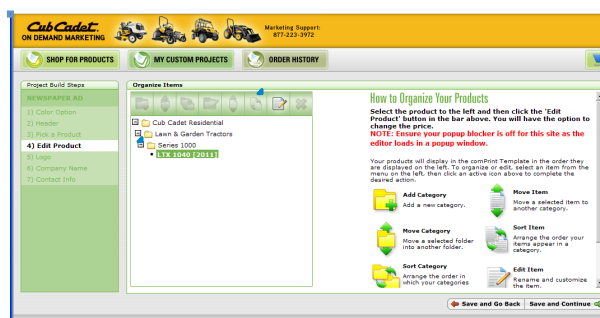 Cub Cadet.
ON DEMAND MARKETING
Marketing Support:
877-223-3972
SHOP FOR PRODUCTS
MY CUSTOM PROJECTS
ORDER HISTORY
Project Build Steps
NEWSPAPER AD
1) Color Option
2) Header
3) Pick a Product
4) Edit Product
5) Logo
6) Company Name
7) Contact Info
Organize Items
Cub Cadet Residential
Lawn & Garden Tractors
Series 1000
LTX 1040 [2011]
How to Organize Your Products
Select the product to the left and then click the 'Edit
Product' button in the bar above. You will have the option to
change the price.
NOTE: Ensure your popup blocker is off for this site as the
editor loads in a popup window.
Your products will display in the comPrint Template in the order they
are displayed on the left. To organize or edit, select an item from the
menu on the left, then click an active icon above to complete the
desired action.
Add Category
Add a new category.
Move Item
Move a selected item to
another category.
Move Category
Move a selected folder
into another folder.
Sort Item
Arrange the order your
items appear in a
category.
Sort Category
Arrange the order in
which your categories
Edit Item
Rename and customize
the item.
Save and Go Back
Save and Continue